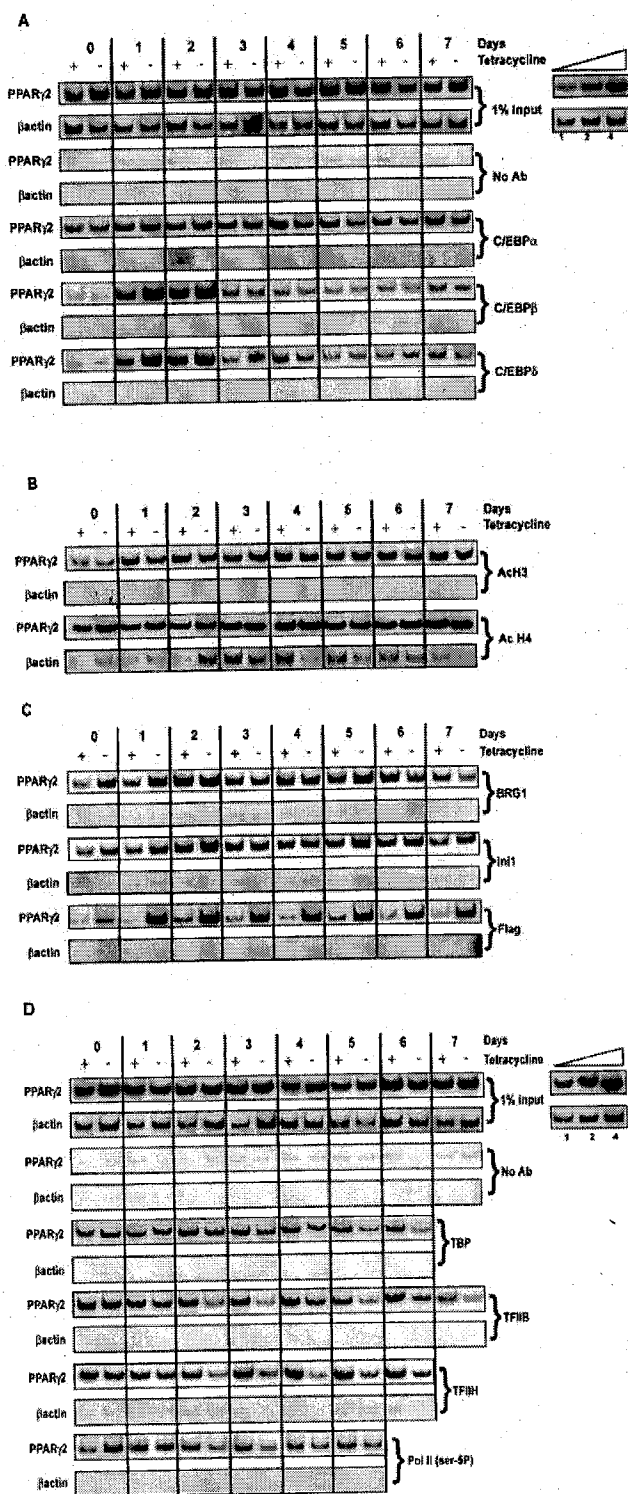 A
0 1 2 3 4 5 6 7 Days
+ - + - + - + - + - + - + - + - Tetracycline
PPARγ2
βactin
1% Input
1 2 4
PPARγ2
βactin
No Ab
PPARγ2
βactin
C/EBPα
PPARγ2
βactin
C/EBPβ
PPARγ2
βactin
C/EBPδ
B
0 1 2 3 4 5 6 7 Days
+ - + - + - + - + - + - + - + - Tetracycline
PPARγ2
βactin
AcH3
PPARγ2
βactin
Ac H4
C
0 1 2 3 4 5 6 7 Days
+ - + - + - + - + - + - + - + - Tetracycline
PPARγ2
βactin
BRG1
PPARγ2
βactin
Ini1
PPARγ2
βactin
Flag
D
0 1 2 3 4 5 6 7 Days
+ - + - + - + - + - + - + - + - Tetracycline
PPARγ2
βactin
1% Input
1 2 4
PPARγ2
βactin
No Ab
PPARγ2
βactin
TBP
PPARγ2
βactin
TFIIB
PPARγ2
βactin
TFIIH
PPARγ2
βactin
Pol II (ser-5P)